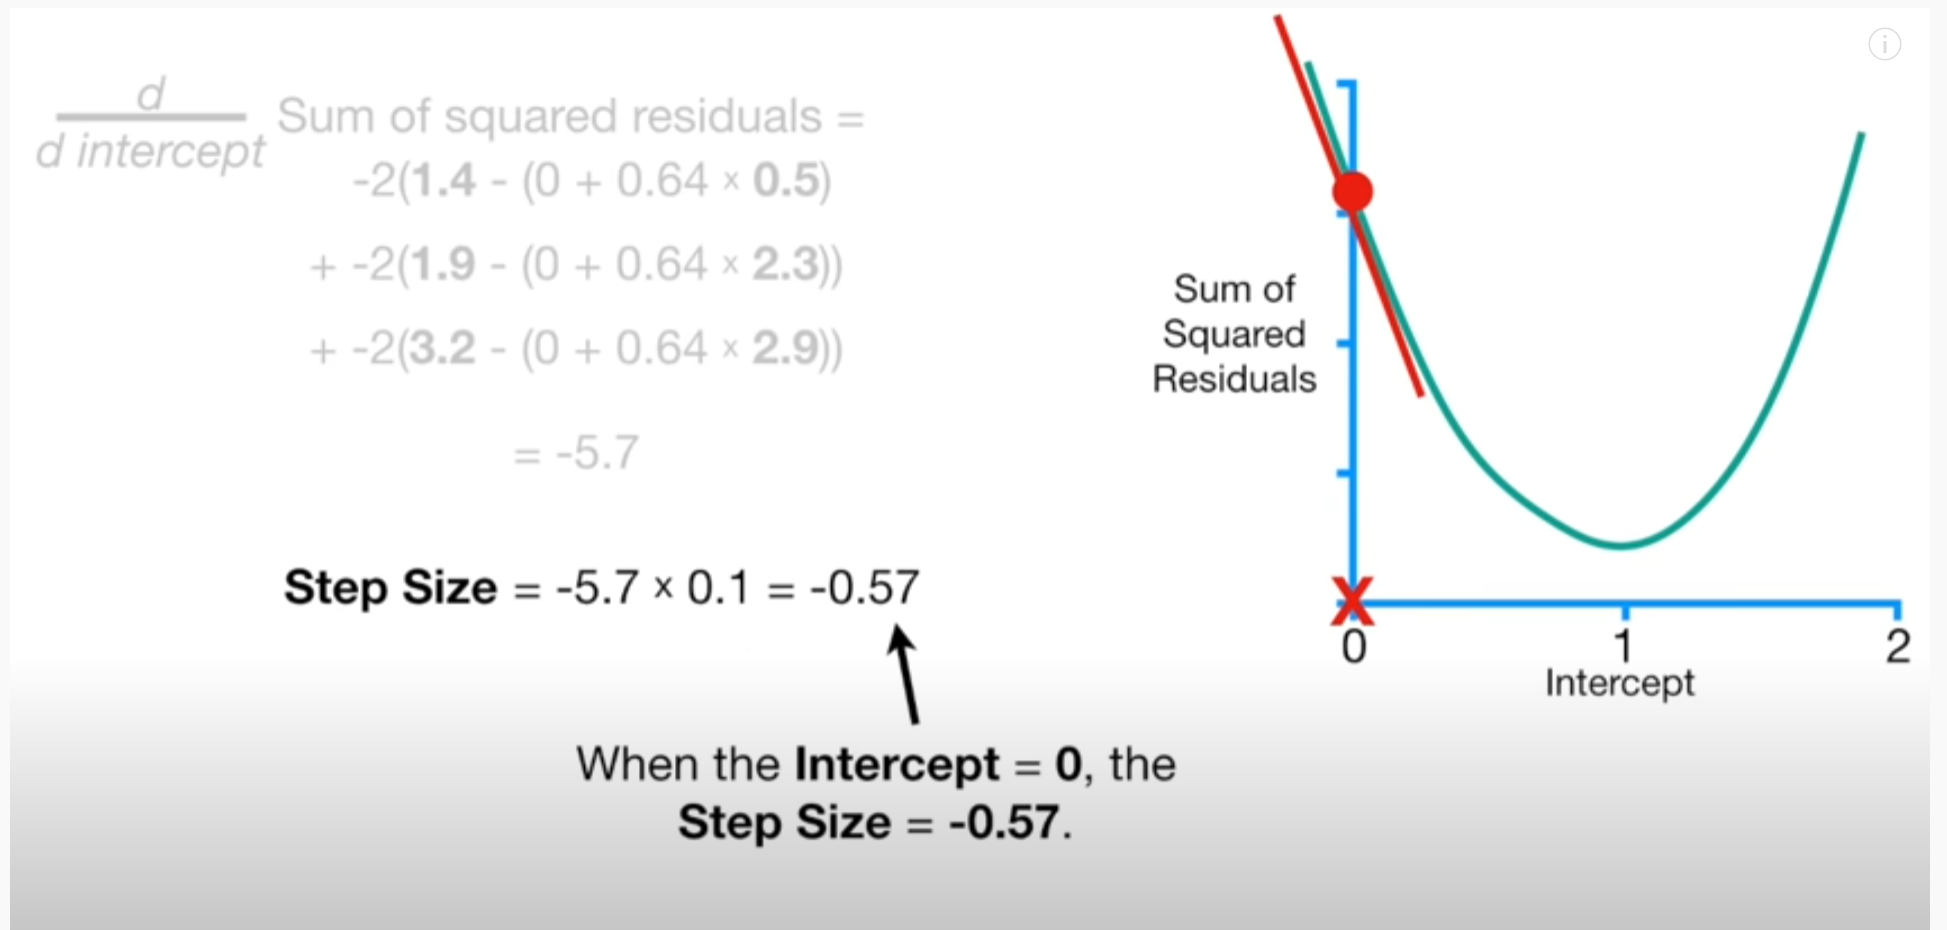 d
d intercept
Sum of squared residuals =
-2(1.4 - (0 + 0.64 × 0.5)
+ -2(1.9 - (0 + 0.64 × 2.3))
+ -2(3.2 - (0 + 0.64 × 2.9))
= -5.7
Step Size = -5.7 × 0.1 = -0.57
When the Intercept = 0, the
Step Size = -0.57.
Sum of
Squared
Residuals
X
0 1 2
Intercept
i